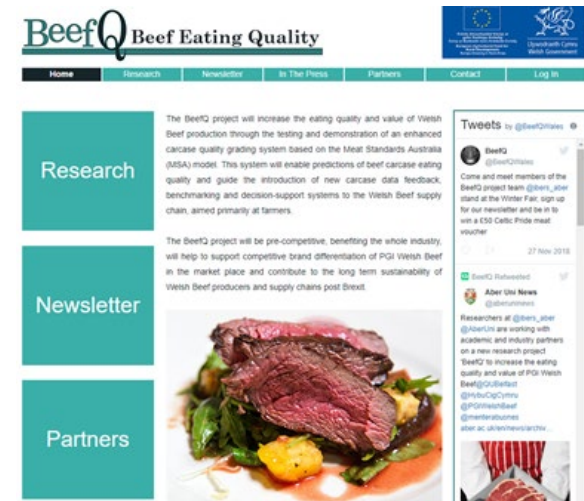 BeefQ Beef Eating Quality
Llywodraeth Cymru
Home Research Newsletter In The Press Partners Contact Log In
Research
Newsletter
Partners
The BeefQ project will increase the eating quality and value of Welsh
Beef production through the testing and demonstration of an enhanced
carcase quality grading system based on the Meat Standards Australia
(MSA) model. This system will enable predictions of beef carcase eating
quality and guide the introduction of new carcase data feedback,
benchmarking and decision-support systems to the Welsh Beef supply
chain, aimed primarily at farmers.
The BeefQ project will be pre-competitive, benefiting the whole industry,
will help to support competitive brand differentiation of PGI Welsh Beef
in the market place and contribute to the long term sustainability of
Welsh Beef producers and supply chains post Brexit.
Tweets by @BeefQWales
BeefQ
@BeefQWales
Come and meet members of the
BeefQ project team @ibers_aber
stand at the Winter Fair, sign up
for our newsletter and be in to
win a £50 Celtic Pride meat
voucher
27 Nov 2018
BeefQ Retweeted
Aber Uni News
@aberuninews
Researchers at @ibers_aber
@AberUni are working with
academic and industry partners
on a new research project
'BeefQ' to increase the eating
quality and value of PGI Welsh
Beef@QUBelfast
@HybuCigCymru
@PGIWelshBeef
@menterabusnes
aber.ac.uk/en/news/archiv…